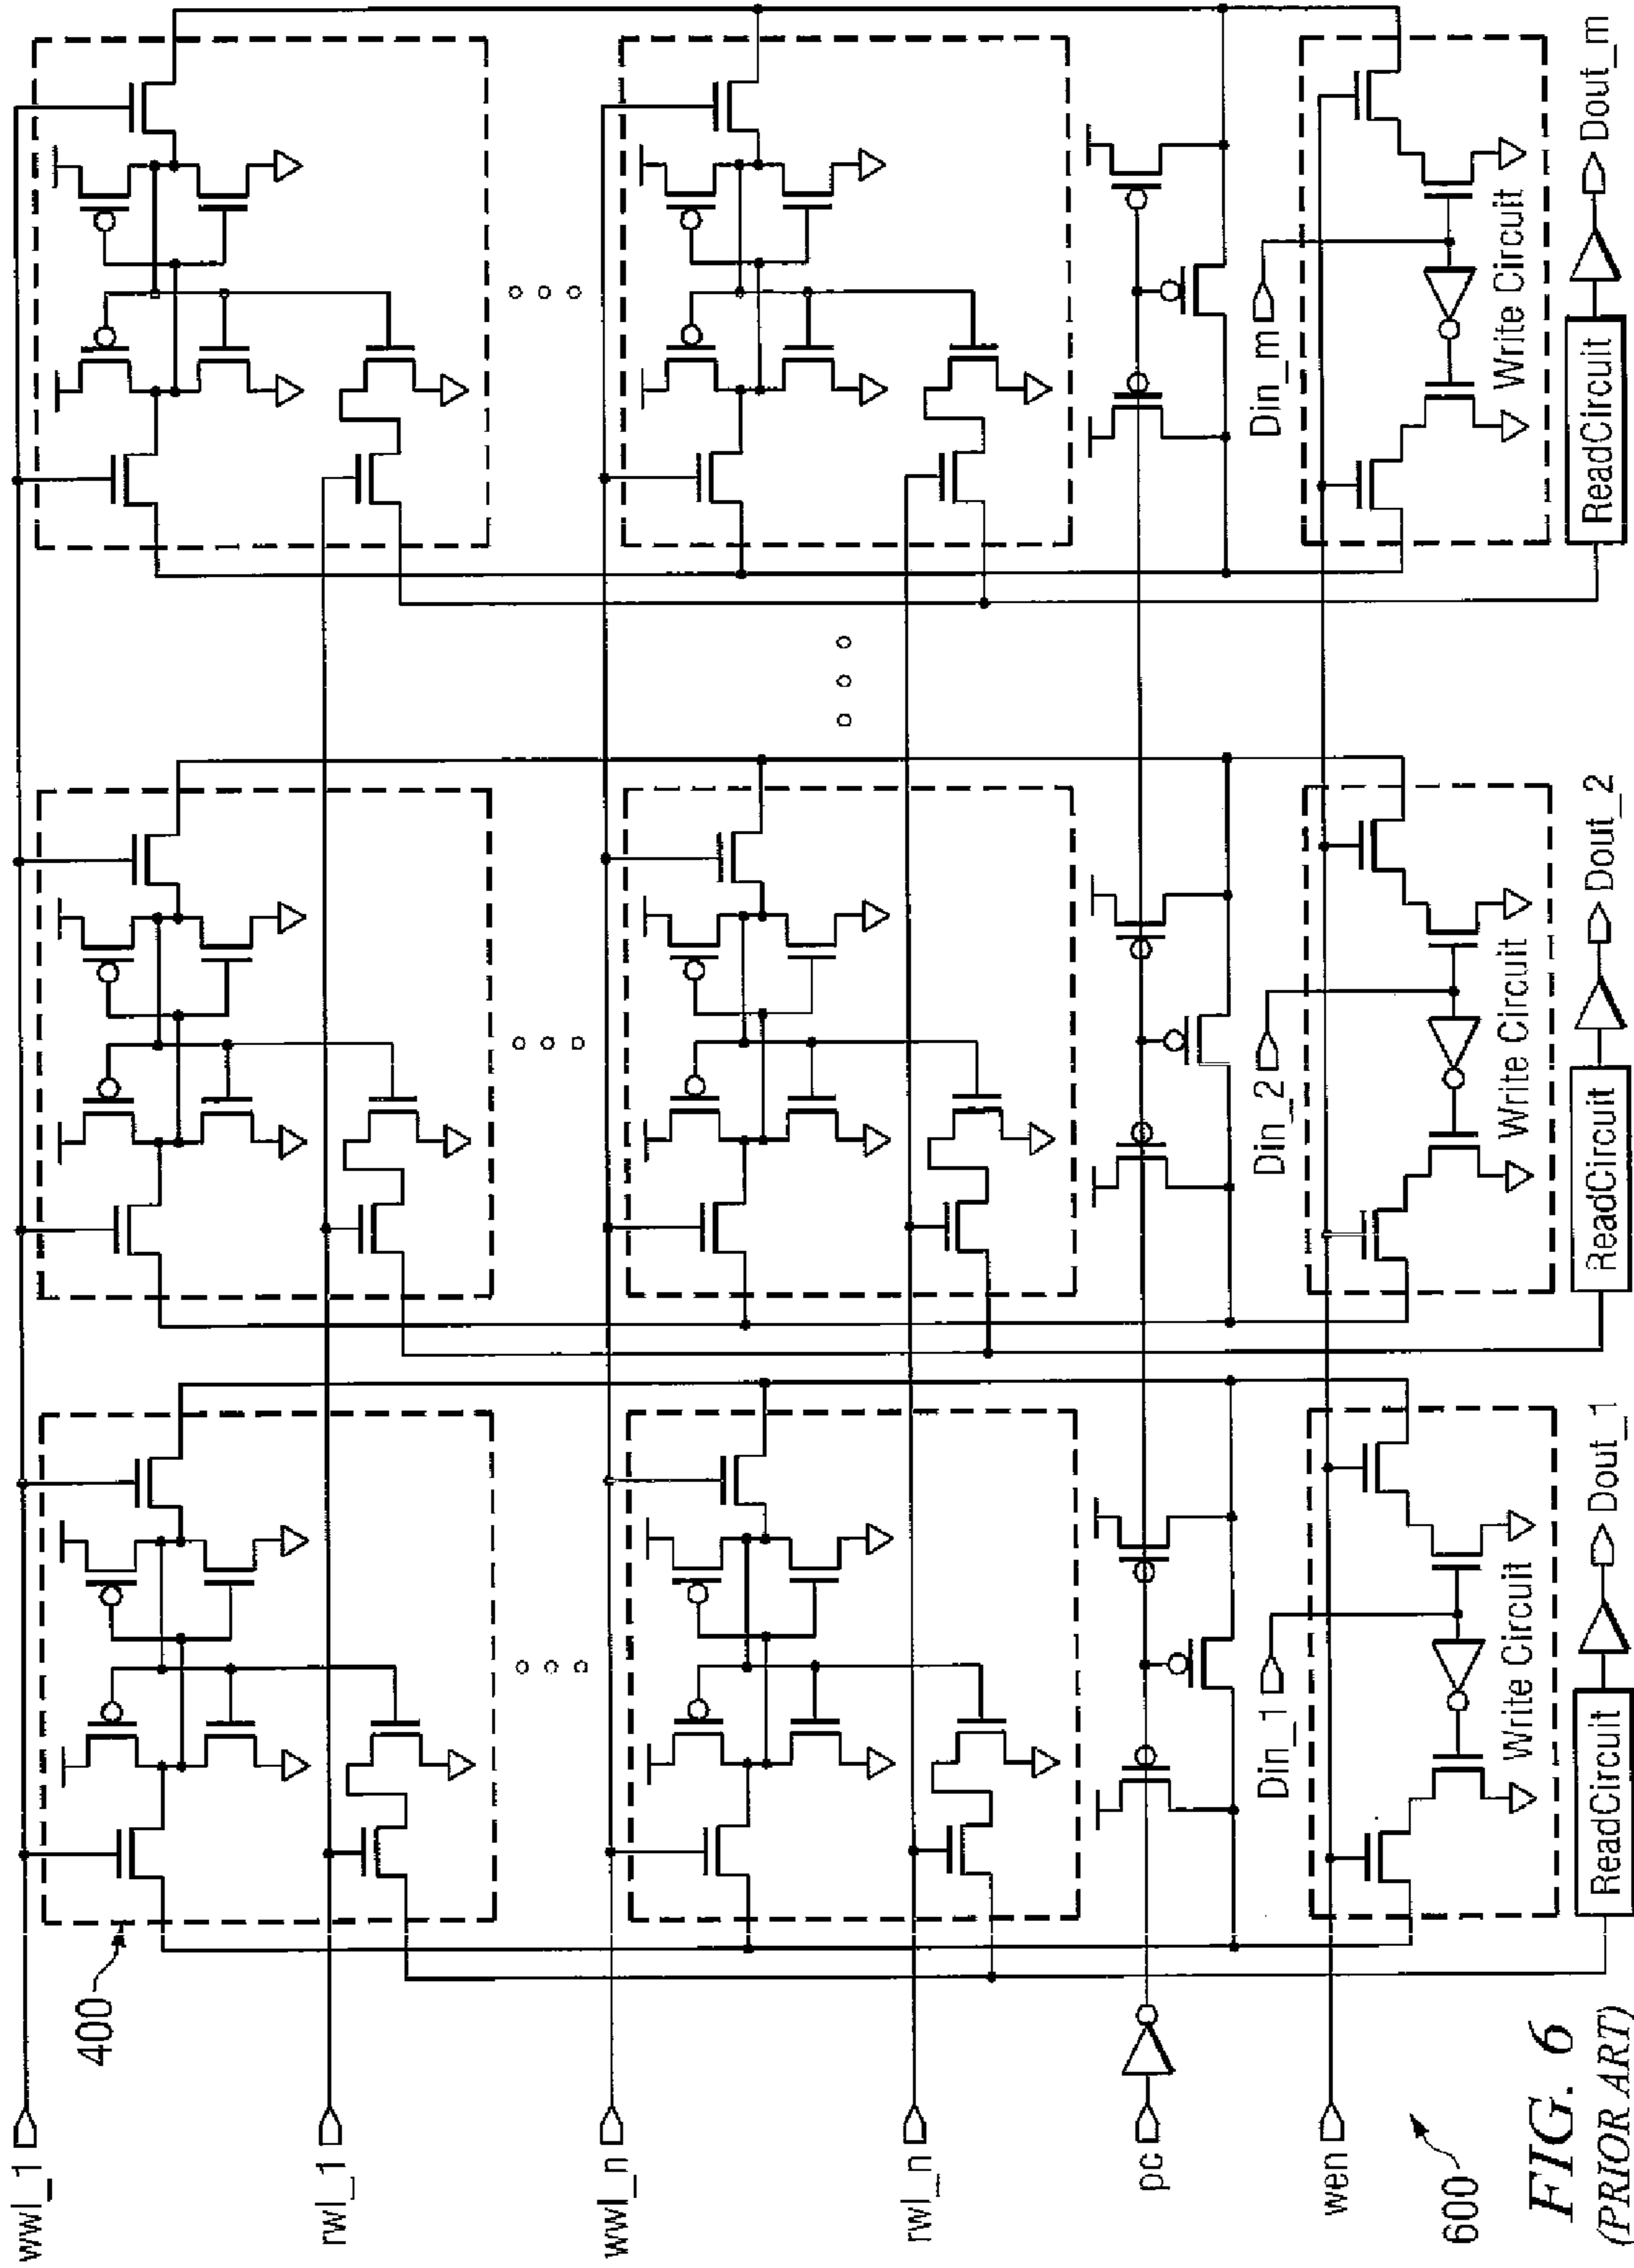 wwl_1
400
rwl_1
wwl_n
rwl_n
pc
wen
600
Din_1
Din_2
Din_m
Write Circuit
Write Circuit
Write Circuit
ReadCircuit
Dout_1
ReadCircuit
Dout_2
ReadCircuit
Dout_m
FIG. 6
(PRIOR ART)